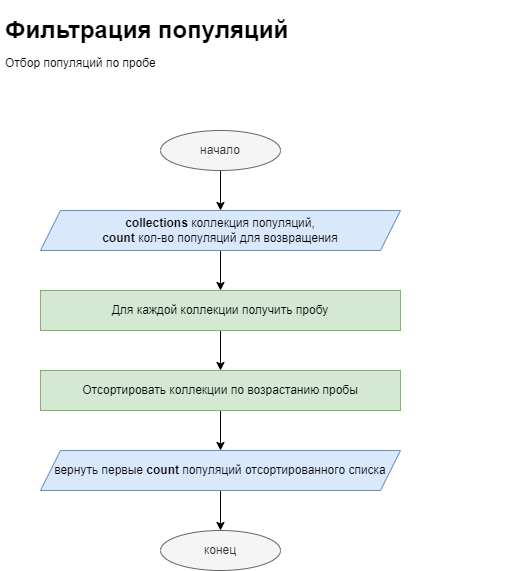 Фильтрация популяций
Отбор популяций по пробе
начало
collections коллекция популяций,
count кол-во популяций для возвращения
Для каждой коллекции получить пробу
Отсортировать коллекции по возрастанию пробы
вернуть первые count популяций отсортированного списка
конец